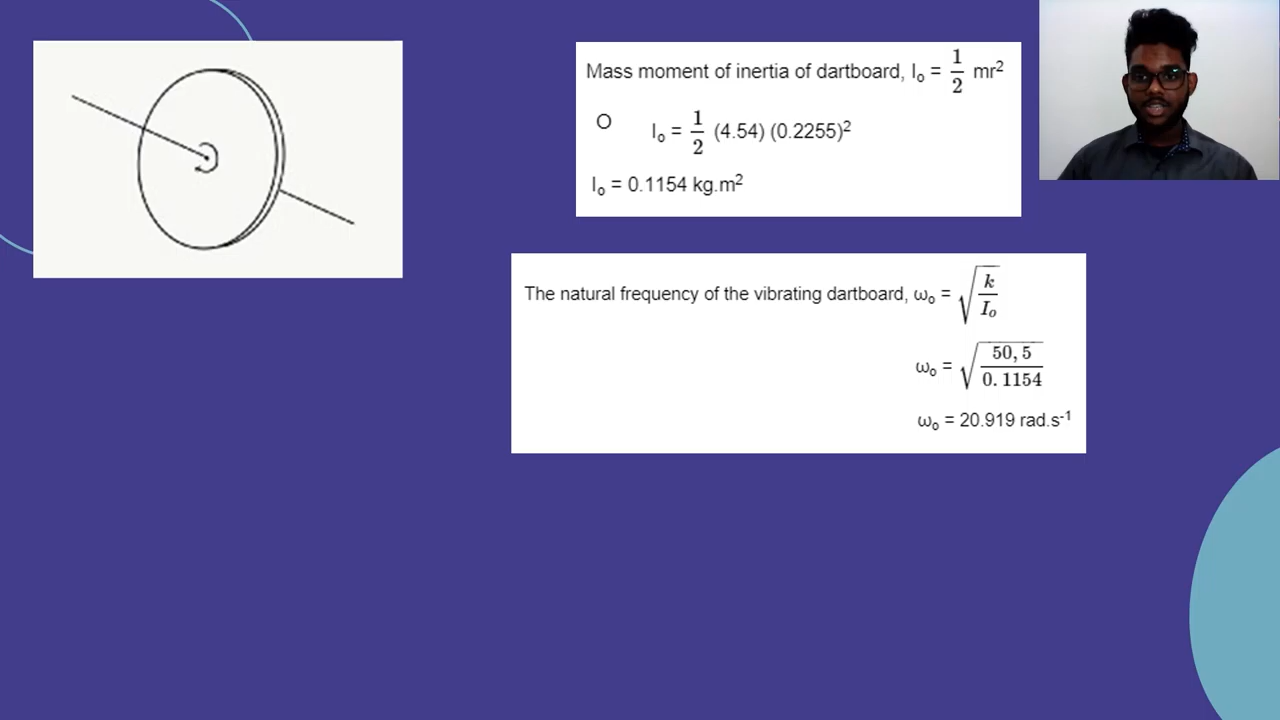 Mass moment of inertia of dartboard, Iₒ = 1/2 mr²
O Iₒ = 1/2 (4.54) (0.2255)²
Iₒ = 0.1154 kg.m²
The natural frequency of the vibrating dartboard, ωₒ = √(k/Iₒ)
ωₒ = √(50,5/0.1154)
ωₒ = 20.919 rad.s⁻¹